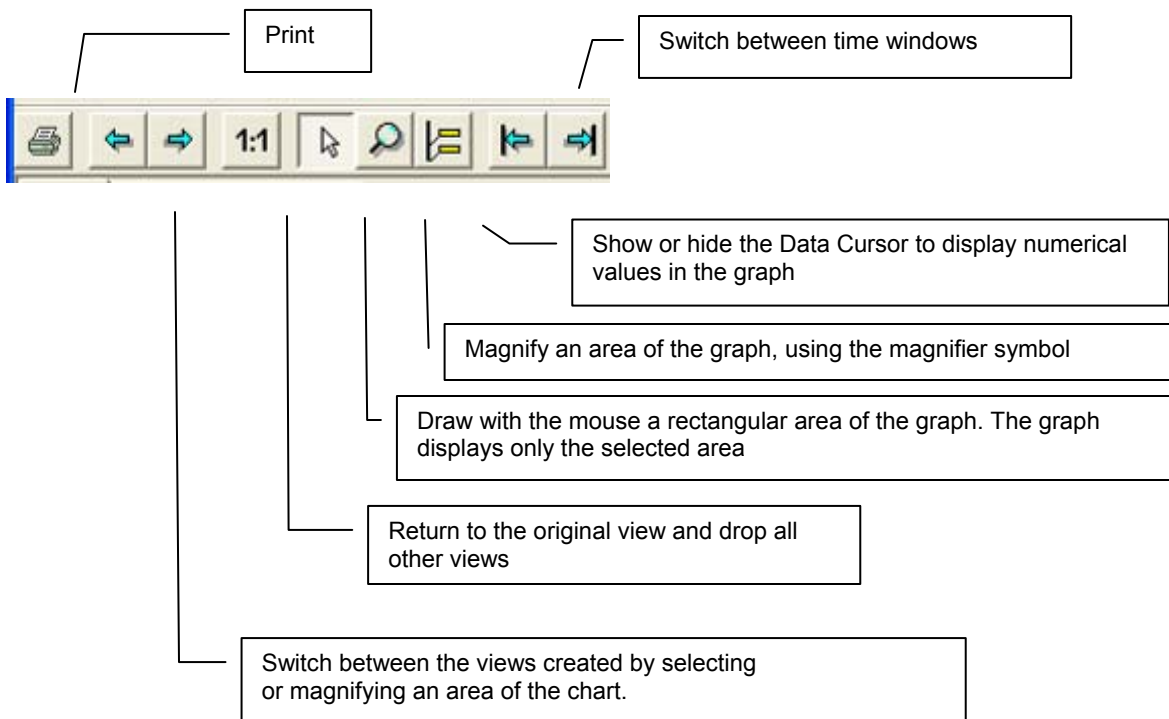 Print
Switch between time windows
1:1
Show or hide the Data Cursor to display numerical
values in the graph
Magnify an area of the graph, using the magnifier symbol
Draw with the mouse a rectangular area of the graph. The graph
displays only the selected area
Return to the original view and drop all
other views
Switch between the views created by selecting
or magnifying an area of the chart.